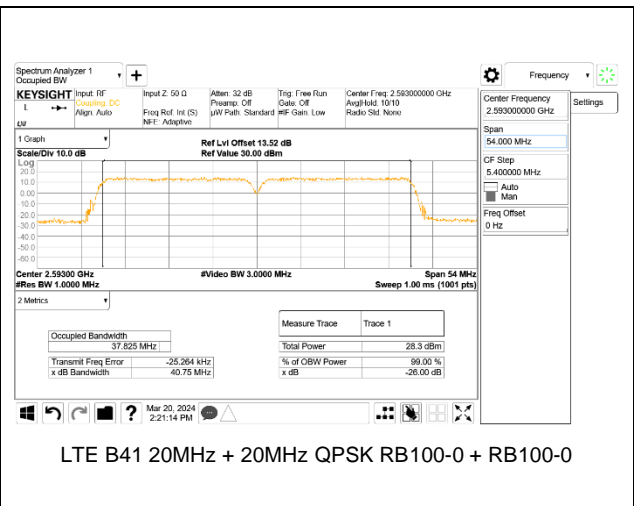 Spectrum Analyzer 1
Occupied BW
Frequency
KEYSIGHT
Input: RF
Coupling: DC
Align: Auto
Input Z: 50 Ω
Freq Ref: Int (S)
NFE: Adaptive
Atten: 32 dB
Preamp: Off
µW Path: Standard
Trig: Free Run
Gate: Off
#IF Gain: Low
Center Freq: 2.593000000 GHz
Avg|Hold: 10/10
Radio Std: None
L
Center Frequency
2.593000000 GHz
Settings
Span
54.000 MHz
CF Step
5.400000 MHz
Auto
Man
Freq Offset
0 Hz
1 Graph
Scale/Div 10.0 dB
Ref Lvl Offset 13.52 dB
Ref Value 30.00 dBm
Log
20.0
10.0
0.00
-10.0
-20.0
-30.0
-40.0
-50.0
-60.0
Center 2.59300 GHz
#Video BW 3.0000 MHz
Span 54 MHz
#Res BW 1.0000 MHz
Sweep 1.00 ms (1001 pts)
2 Metrics
Measure Trace Trace 1
Occupied Bandwidth
37.825 MHz
Total Power 28.3 dBm
Transmit Freq Error -25.264 kHz
% of OBW Power 99.00 %
x dB Bandwidth 40.75 MHz
x dB -26.00 dB
Mar 20, 2024
2:21:14 PM
LTE B41 20MHz + 20MHz QPSK RB100-0 + RB100-0